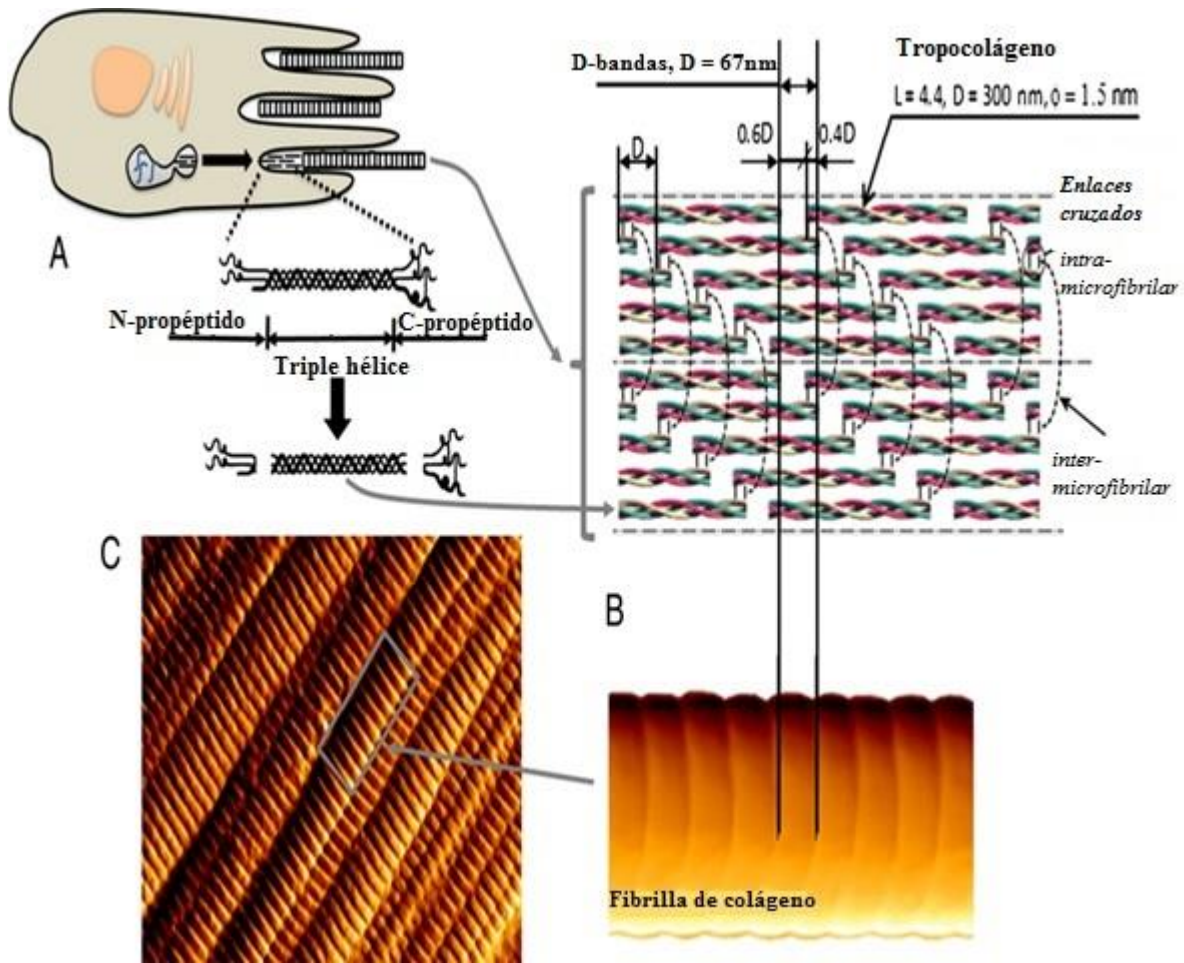 D-bandas, D = 67nm
Tropocolágeno
L = 4.4, D = 300 nm, ϕ = 1.5 nm
0.6D
0.4D
D
Enlaces
cruzados
intra-
microfibrilar
inter-
microfibrilar
A
N-propéptido
C-propéptido
Triple hélice
C
B
Fibrilla de colágeno